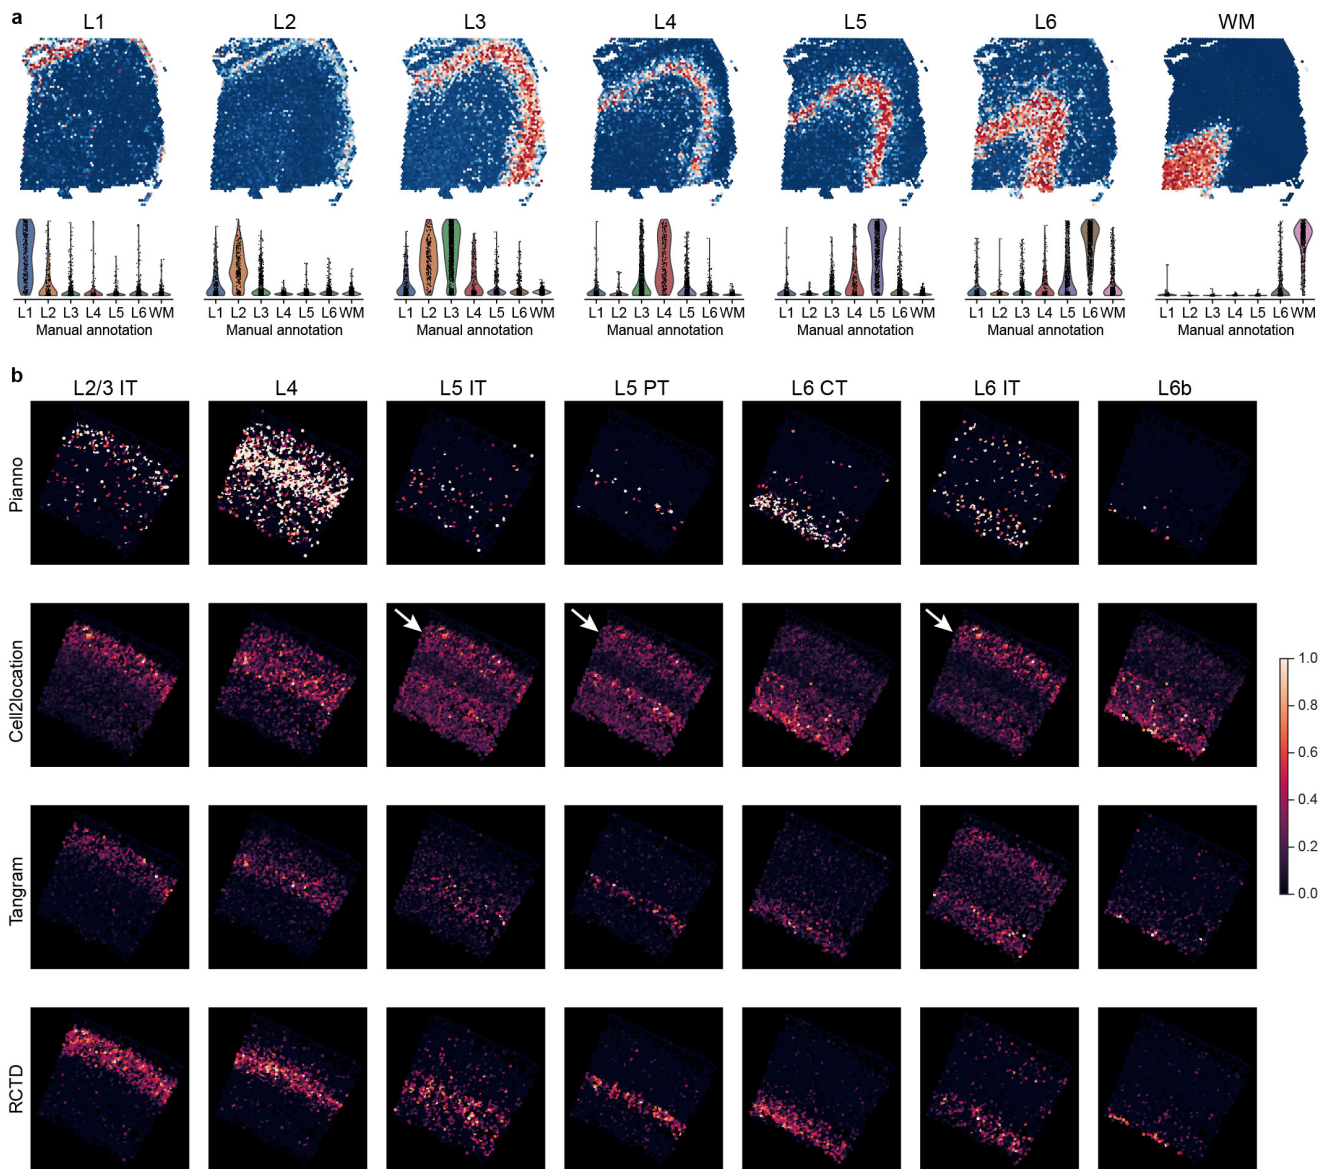 a
L1 L2 L3 L4 L5 L6 WM
L1 L2 L3 L4 L5 L6 WM
Manual annotation
L1 L2 L3 L4 L5 L6 WM
Manual annotation
L1 L2 L3 L4 L5 L6 WM
Manual annotation
L1 L2 L3 L4 L5 L6 WM
Manual annotation
L1 L2 L3 L4 L5 L6 WM
Manual annotation
L1 L2 L3 L4 L5 L6 WM
Manual annotation
L1 L2 L3 L4 L5 L6 WM
Manual annotation
b
L2/3 IT L4 L5 IT L5 PT L6 CT L6 IT L6b
Pianno
Cell2location
Tangram
RCTD
1.0
0.8
0.6
0.4
0.2
0.0